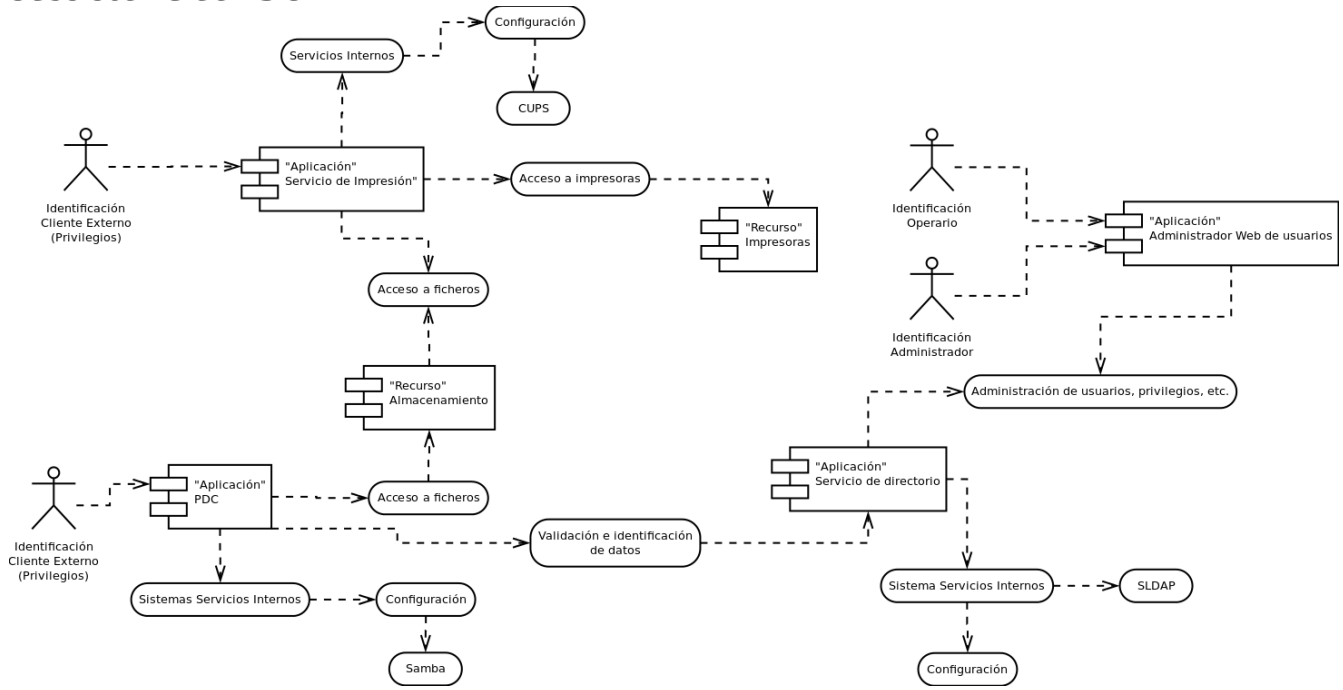 Configuración
Servicios Internos
CUPS
"Aplicación"
Servicio de Impresión"
Acceso a impresoras
Identificación
Cliente Externo
(Privilegios)
"Recurso"
Impresoras
Identificación
Operario
"Aplicación"
Administrador Web de usuarios
Acceso a ficheros
Identificación
Administrador
"Recurso"
Almacenamiento
Administración de usuarios, privilegios, etc.
"Aplicación"
PDC
Acceso a ficheros
"Aplicación"
Servicio de directorio
Identificación
Cliente Externo
(Privilegios)
Validación e identificación
de datos
Sistemas Servicios Internos
Configuración
Sistema Servicios Internos
SLDAP
Samba
Configuración